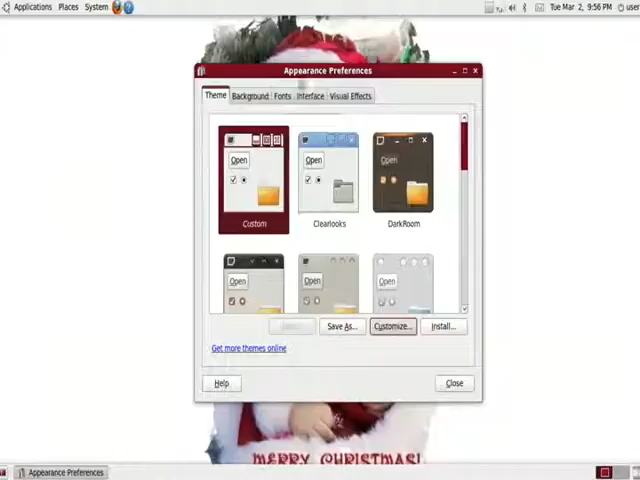 Applications Places System Tue Mar 2, 9:56 PM user
Appearance Preferences
Theme Background Fonts Interface Visual Effects
Open Open Open
Custom Clearlooks DarkRoom
Open Open Open
Save As... Customize... Install...
Get more themes online
Help Close
MERRY CHRISTMAS!
Appearance Preferences